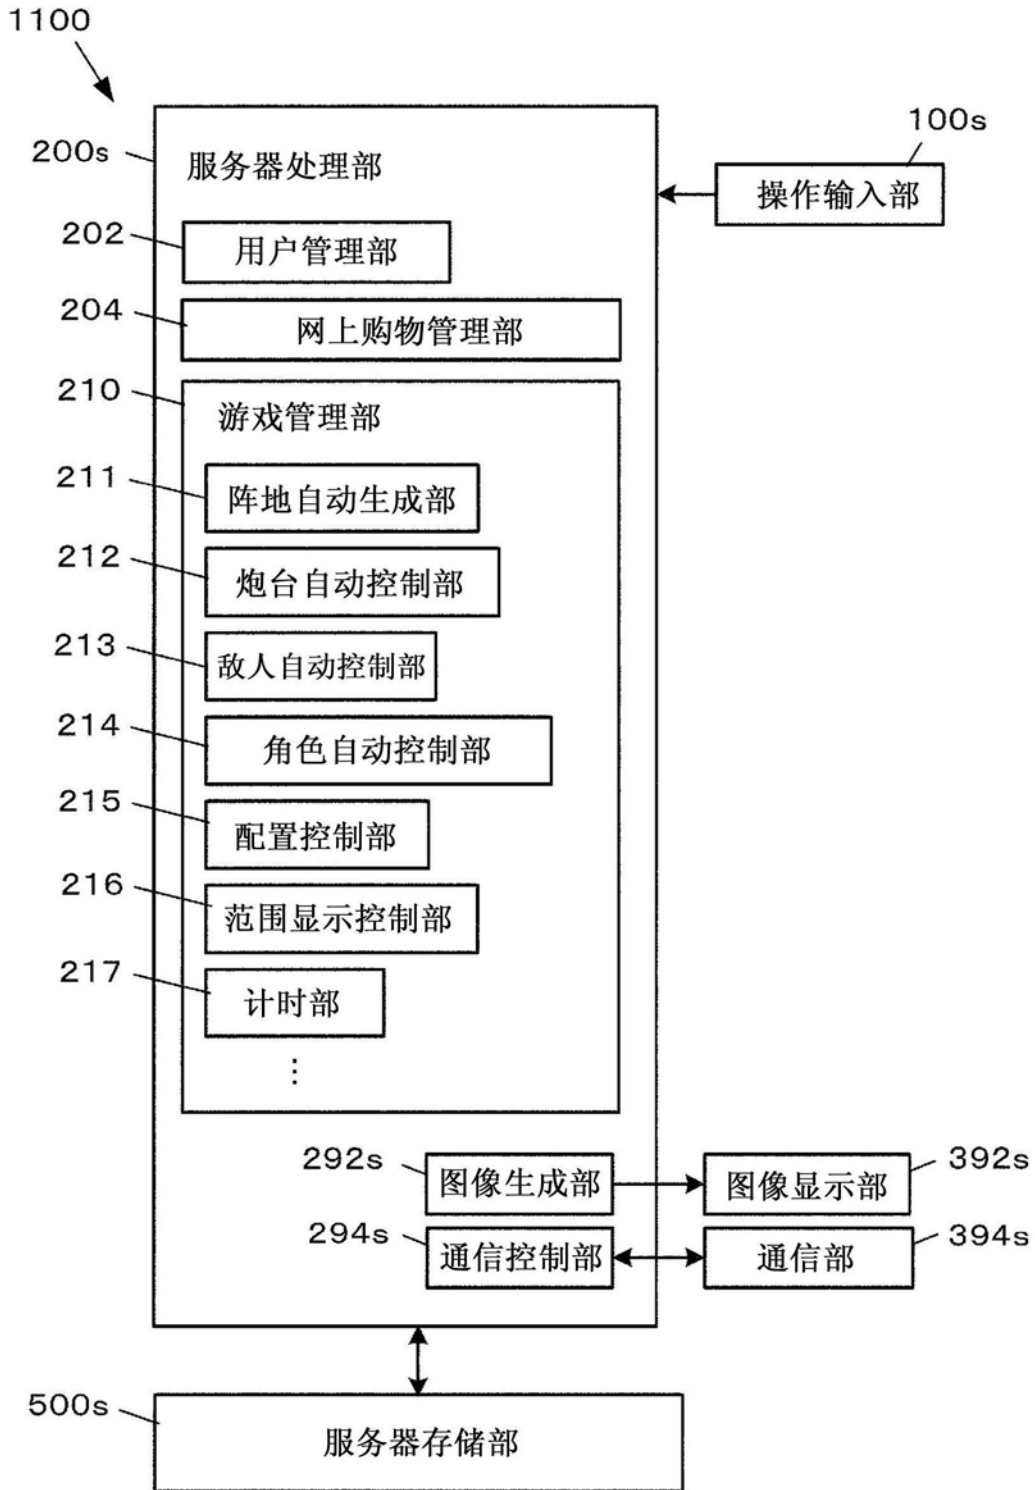 1100
100s
200s 服务器处理部
操作输入部
202 用户管理部
204 网上购物管理部
210 游戏管理部
211 阵地自动生成部
212 炮台自动控制部
213 敌人自动控制部
214 角色自动控制部
215 配置控制部
216 范围显示控制部
217 计时部
⋮
292s 图像生成部 图像显示部 392s
294s 通信控制部 通信部 394s
500s 服务器存储部